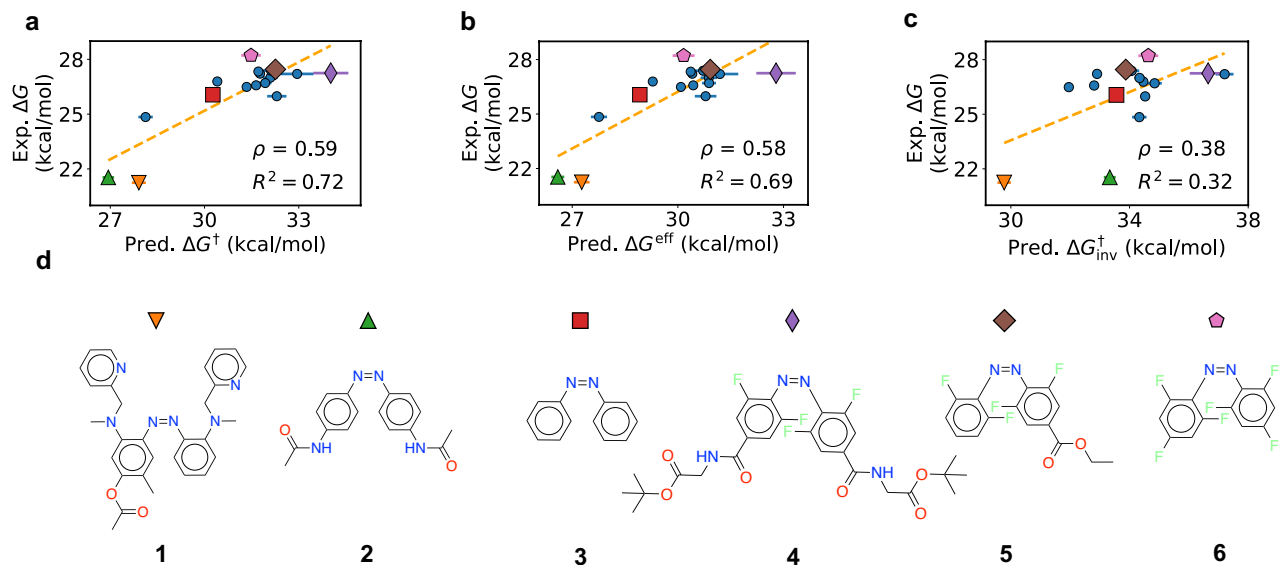 a
28
25
22
Exp. ΔG
(kcal/mol)
ρ = 0.59
R² = 0.72
27 30 33
Pred. ΔG† (kcal/mol)
b
28
25
22
Exp. ΔG
(kcal/mol)
ρ = 0.58
R² = 0.69
27 30 33
Pred. ΔG^eff (kcal/mol)
c
28
25
22
Exp. ΔG
(kcal/mol)
ρ = 0.38
R² = 0.32
30 34 38
Pred. ΔG†inv (kcal/mol)
d
N N
N N=N N
O O
N=N
O NH HN O
N=N
F N=N F
F F
O NH O HN O
O O O
F N=N F
F F
O O
F N=N F
F F
F F
1 2 3 4 5 6